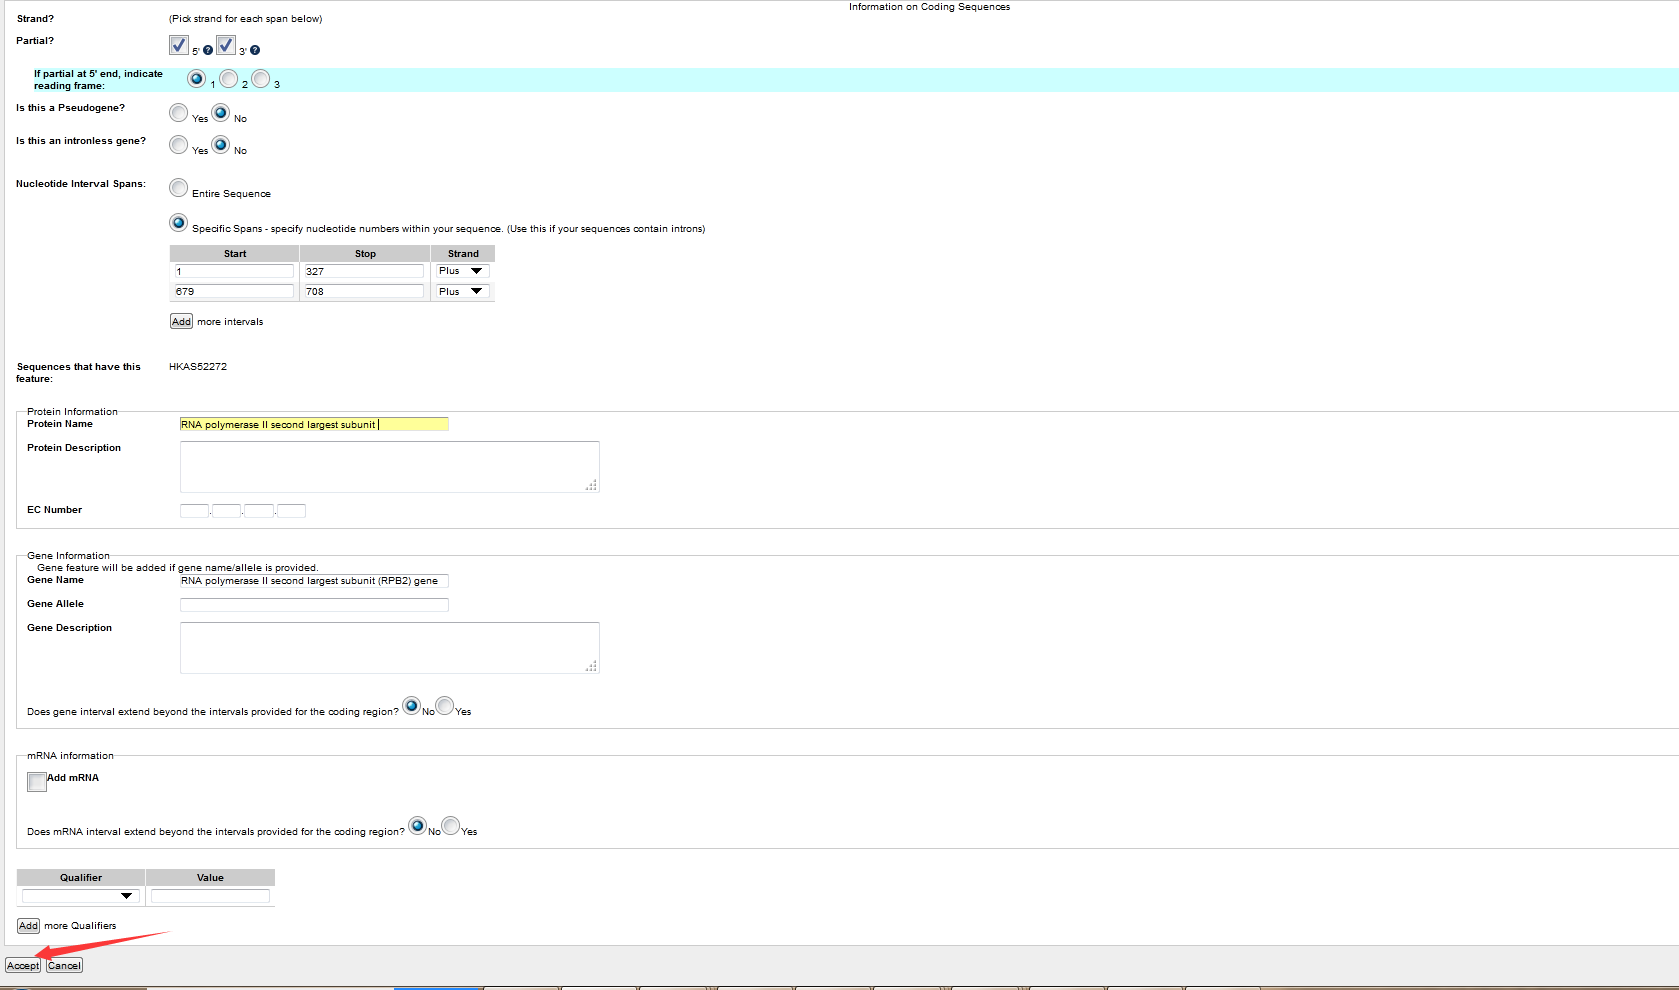 Information on Coding Sequences
Strand?
(Pick strand for each span below)
Partial?
5' ? 3' ?
If partial at 5' end, indicate
reading frame:
1 2 3
Is this a Pseudogene?
Yes No
Is this an intronless gene?
Yes No
Nucleotide Interval Spans:
Entire Sequence
Specific Spans - specify nucleotide numbers within your sequence. (Use this if your sequences contain introns)
Start Stop Strand
1 327 Plus
679 708 Plus
Add more intervals
Sequences that have this
feature:
HKAS52272
Protein Information
Protein Name RNA polymerase II second largest subunit
Protein Description
EC Number . . .
Gene Information
Gene feature will be added if gene name/allele is provided.
Gene Name RNA polymerase II second largest subunit (RPB2) gene
Gene Allele
Gene Description
Does gene interval extend beyond the intervals provided for the coding region? No Yes
mRNA information
Add mRNA
Does mRNA interval extend beyond the intervals provided for the coding region? No Yes
Qualifier Value
Add more Qualifiers
Accept Cancel